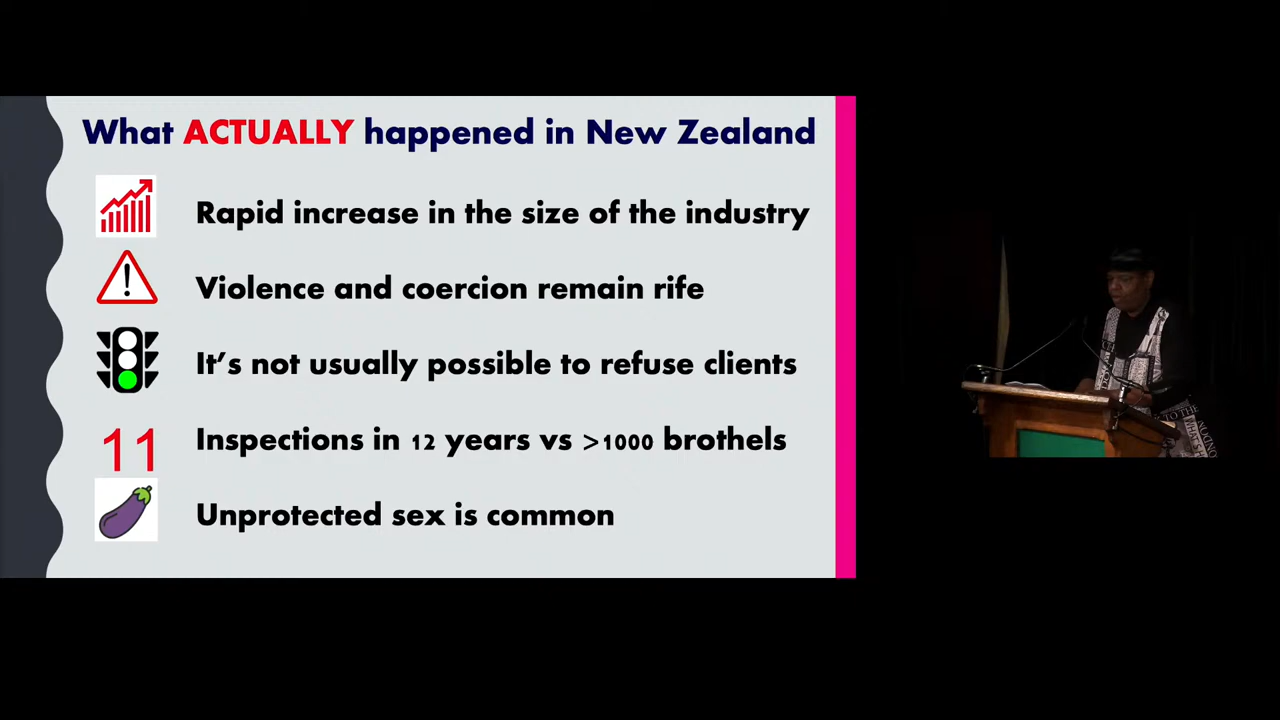 What ACTUALLY happened in New Zealand
Rapid increase in the size of the industry
! Violence and coercion remain rife
It's not usually possible to refuse clients
11 Inspections in 12 years vs >1000 brothels
Unprotected sex is common
TO THE